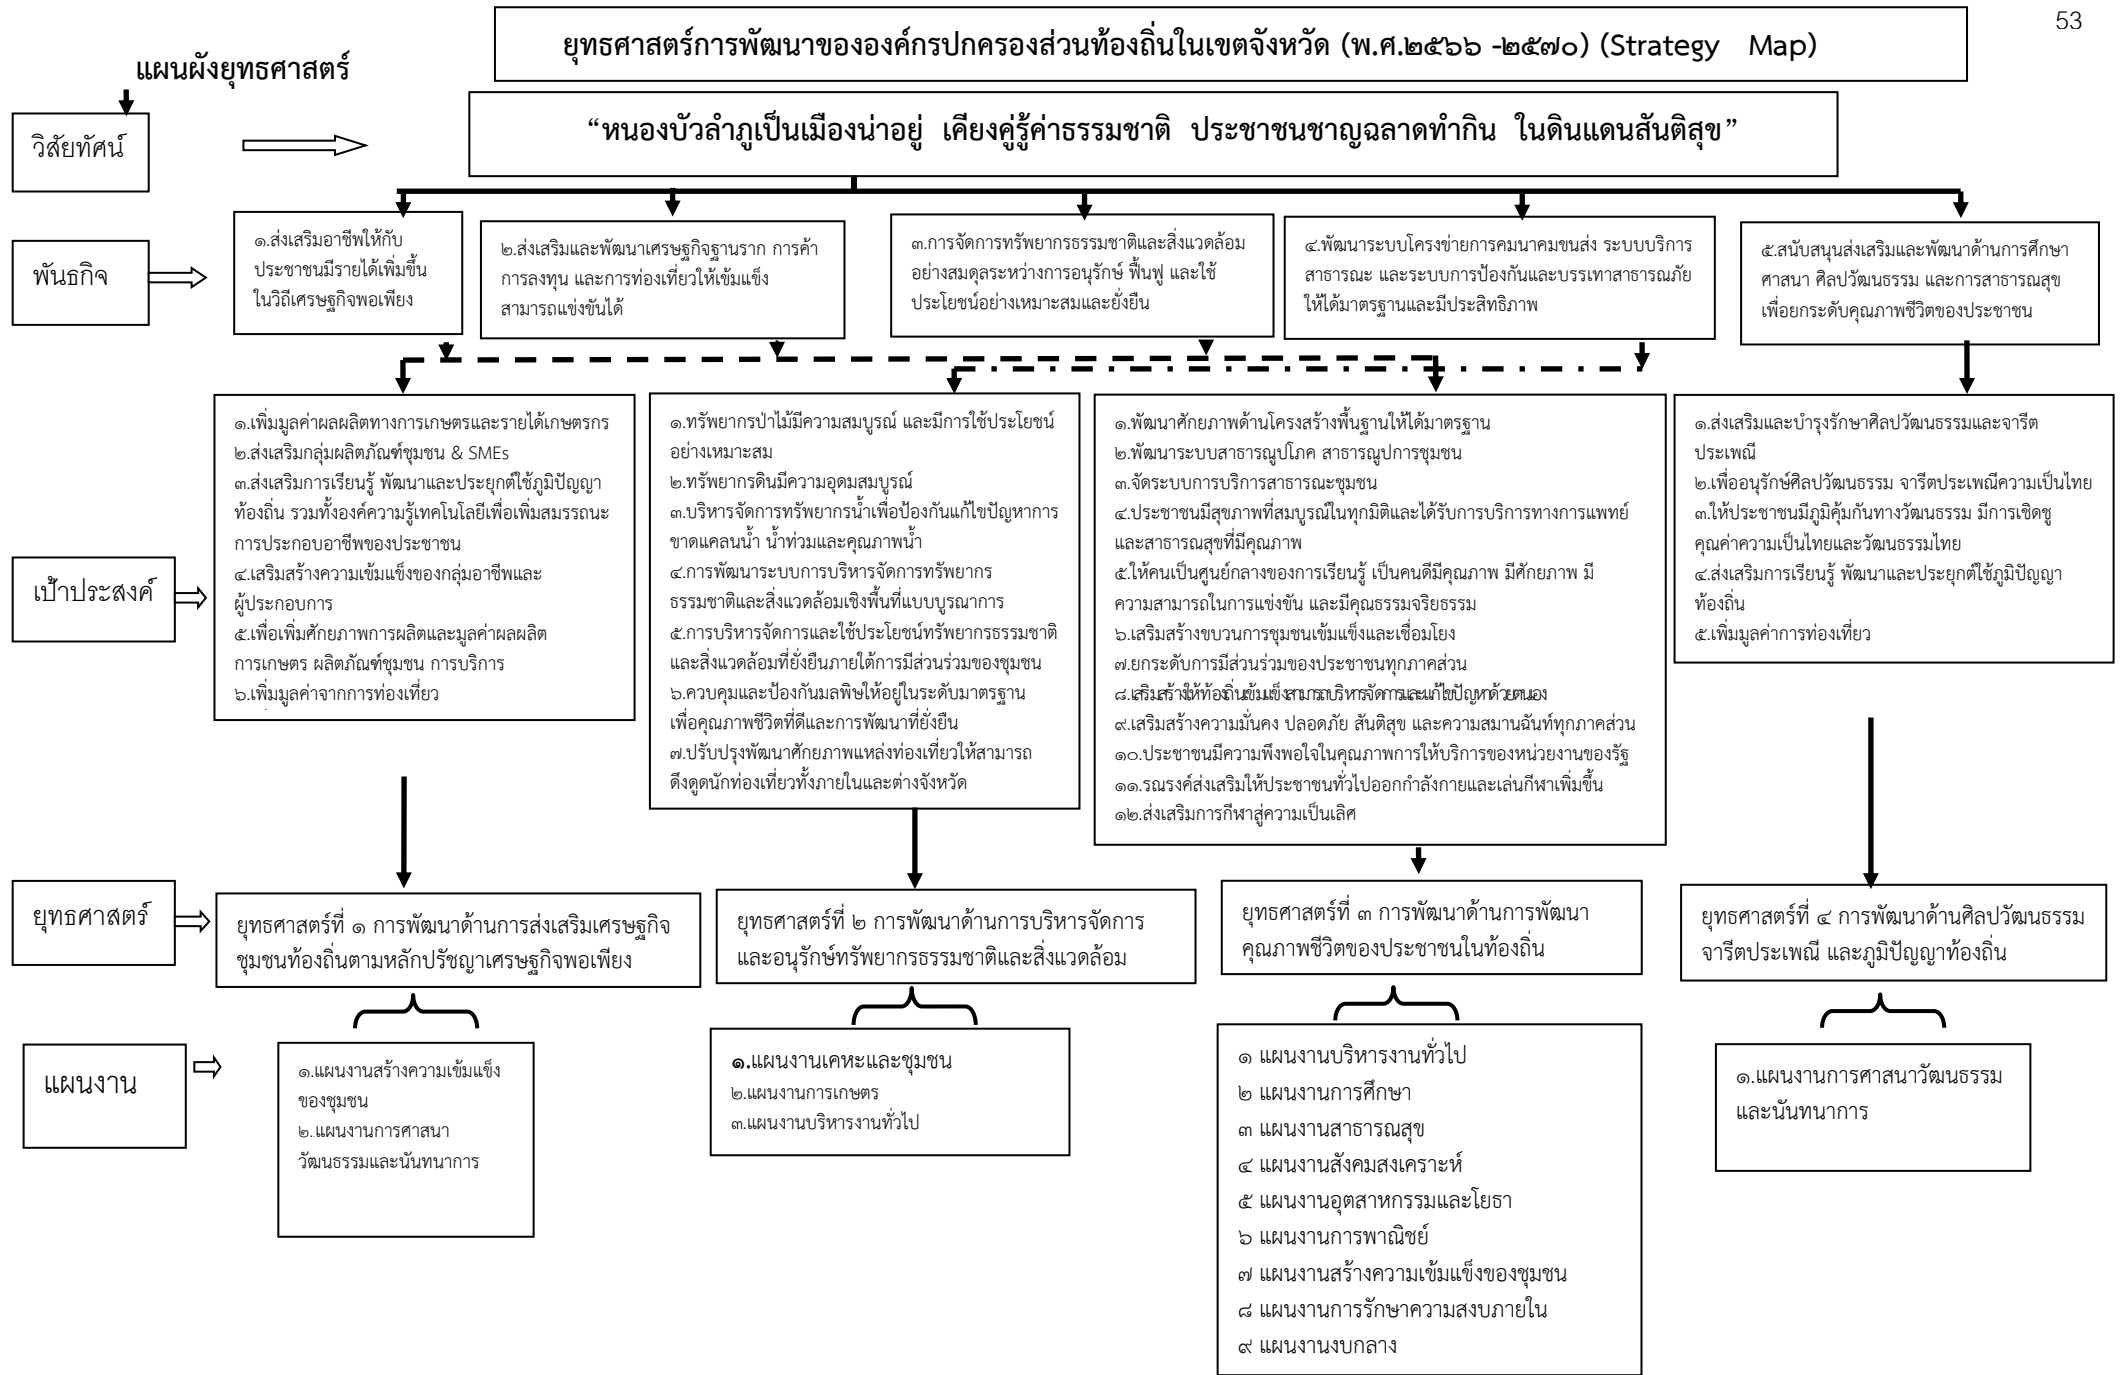 53
ยุทธศาสตร์การพัฒนาขององค์กรปกครองส่วนท้องถิ่นในเขตจังหวัด (พ.ศ.๒๕๖๖ -๒๕๗๐) (Strategy Map)
แผนผังยุทธศาสตร์
วิสัยทัศน์
“หนองบัวลำภูเป็นเมืองน่าอยู่ เคียงคู่รู้ค่าธรรมชาติ ประชาชนชาญฉลาดทำกิน ในดินแดนสันติสุข”
พันธกิจ
๑.ส่งเสริมอาชีพให้กับ
ประชาชนมีรายได้เพิ่มขึ้น
ในวิถีเศรษฐกิจพอเพียง
๒.ส่งเสริมและพัฒนาเศรษฐกิจฐานราก การค้า
การลงทุน และการท่องเที่ยวให้เข้มแข็ง
สามารถแข่งขันได้
๓.การจัดการทรัพยากรธรรมชาติและสิ่งแวดล้อม
อย่างสมดุลระหว่างการอนุรักษ์ ฟื้นฟู และใช้
ประโยชน์อย่างเหมาะสมและยั่งยืน
๔.พัฒนาระบบโครงข่ายการคมนาคมขนส่ง ระบบบริการ
สาธารณะ และระบบการป้องกันและบรรเทาสาธารณภัย
ให้ได้มาตรฐานและมีประสิทธิภาพ
๕.สนับสนุนส่งเสริมและพัฒนาด้านการศึกษา
ศาสนา ศิลปวัฒนธรรม และการสาธารณสุข
เพื่อยกระดับคุณภาพชีวิตของประชาชน
เป้าประสงค์
๑.เพิ่มมูลค่าผลผลิตทางการเกษตรและรายได้เกษตรกร
๒.ส่งเสริมกลุ่มผลิตภัณฑ์ชุมชน & SMEs
๓.ส่งเสริมการเรียนรู้ พัฒนาและประยุกต์ใช้ภูมิปัญญา
ท้องถิ่น รวมทั้งองค์ความรู้เทคโนโลยีเพื่อเพิ่มสมรรถนะ
การประกอบอาชีพของประชาชน
๔.เสริมสร้างความเข้มแข็งของกลุ่มอาชีพและ
ผู้ประกอบการ
๕.เพื่อเพิ่มศักยภาพการผลิตและมูลค่าผลผลิต
การเกษตร ผลิตภัณฑ์ชุมชน การบริการ
๖.เพิ่มมูลค่าจากการท่องเที่ยว
๑.ทรัพยากรป่าไม้มีความสมบูรณ์ และมีการใช้ประโยชน์
อย่างเหมาะสม
๒.ทรัพยากรดินมีความอุดมสมบูรณ์
๓.บริหารจัดการทรัพยากรน้ำเพื่อป้องกันแก้ไขปัญหาการ
ขาดแคลนน้ำ น้ำท่วมและคุณภาพน้ำ
๔.การพัฒนาระบบการบริหารจัดการทรัพยากร
ธรรมชาติและสิ่งแวดล้อมเชิงพื้นที่แบบบูรณาการ
๕.การบริหารจัดการและใช้ประโยชน์ทรัพยากรธรรมชาติ
และสิ่งแวดล้อมที่ยั่งยืนภายใต้การมีส่วนร่วมของชุมชน
๖.ควบคุมและป้องกันมลพิษให้อยู่ในระดับมาตรฐาน
เพื่อคุณภาพชีวิตที่ดีและการพัฒนาที่ยั่งยืน
๗.ปรับปรุงพัฒนาศักยภาพแหล่งท่องเที่ยวให้สามารถ
ดึงดูดนักท่องเที่ยวทั้งภายในและต่างจังหวัด
๑.พัฒนาศักยภาพด้านโครงสร้างพื้นฐานให้ได้มาตรฐาน
๒.พัฒนาระบบสาธารณูปโภค สาธารณูปการชุมชน
๓.จัดระบบการบริการสาธารณะชุมชน
๔.ประชาชนมีสุขภาพที่สมบูรณ์ในทุกมิติและได้รับการบริการทางการแพทย์
และสาธารณสุขที่มีคุณภาพ
๕.ให้คนเป็นศูนย์กลางของการเรียนรู้ เป็นคนดีมีคุณภาพ มีศักยภาพ มี
ความสามารถในการแข่งขัน และมีคุณธรรมจริยธรรม
๖.เสริมสร้างขบวนการชุมชนเข้มแข็งและเชื่อมโยง
๗.ยกระดับการมีส่วนร่วมของประชาชนทุกภาคส่วน
๘.เสริมสร้างให้ท้องถิ่นเข้มแข็งสามารถบริหารจัดการและแก้ไขปัญหาด้วยตนเอง
๙.เสริมสร้างความมั่นคง ปลอดภัย สันติสุข และความสมานฉันท์ทุกภาคส่วน
๑๐.ประชาชนมีความพึงพอใจในคุณภาพการให้บริการของหน่วยงานของรัฐ
๑๑.รณรงค์ส่งเสริมให้ประชาชนทั่วไปออกกำลังกายและเล่นกีฬาเพิ่มขึ้น
๑๒.ส่งเสริมการกีฬาสู่ความเป็นเลิศ
๑.ส่งเสริมและบำรุงรักษาศิลปวัฒนธรรมและจารีต
ประเพณี
๒.เพื่ออนุรักษ์ศิลปวัฒนธรรม จารีตประเพณีความเป็นไทย
๓.ให้ประชาชนมีภูมิคุ้มกันทางวัฒนธรรม มีการเชิดชู
คุณค่าความเป็นไทยและวัฒนธรรมไทย
๔.ส่งเสริมการเรียนรู้ พัฒนาและประยุกต์ใช้ภูมิปัญญา
ท้องถิ่น
๕.เพิ่มมูลค่าการท่องเที่ยว
ยุทธศาสตร์
ยุทธศาสตร์ที่ ๑ การพัฒนาด้านการส่งเสริมเศรษฐกิจ
ชุมชนท้องถิ่นตามหลักปรัชญาเศรษฐกิจพอเพียง
ยุทธศาสตร์ที่ ๒ การพัฒนาด้านการบริหารจัดการ
และอนุรักษ์ทรัพยากรธรรมชาติและสิ่งแวดล้อม
ยุทธศาสตร์ที่ ๓ การพัฒนาด้านการพัฒนา
คุณภาพชีวิตของประชาชนในท้องถิ่น
ยุทธศาสตร์ที่ ๔ การพัฒนาด้านศิลปวัฒนธรรม
จารีตประเพณี และภูมิปัญญาท้องถิ่น
แผนงาน
๑.แผนงานสร้างความเข้มแข็ง
ของชุมชน
๒.แผนงานการศาสนา
วัฒนธรรมและนันทนาการ
๑.แผนงานเคหะและชุมชน
๒.แผนงานการเกษตร
๓.แผนงานบริหารงานทั่วไป
๑ แผนงานบริหารงานทั่วไป
๒ แผนงานการศึกษา
๓ แผนงานสาธารณสุข
๔ แผนงานสังคมสงเคราะห์
๕ แผนงานอุตสาหกรรมและโยธา
๖ แผนงานการพาณิชย์
๗ แผนงานสร้างความเข้มแข็งของชุมชน
๘ แผนงานการรักษาความสงบภายใน
๙ แผนงานงบกลาง
๑.แผนงานการศาสนาวัฒนธรรม
และนันทนาการ